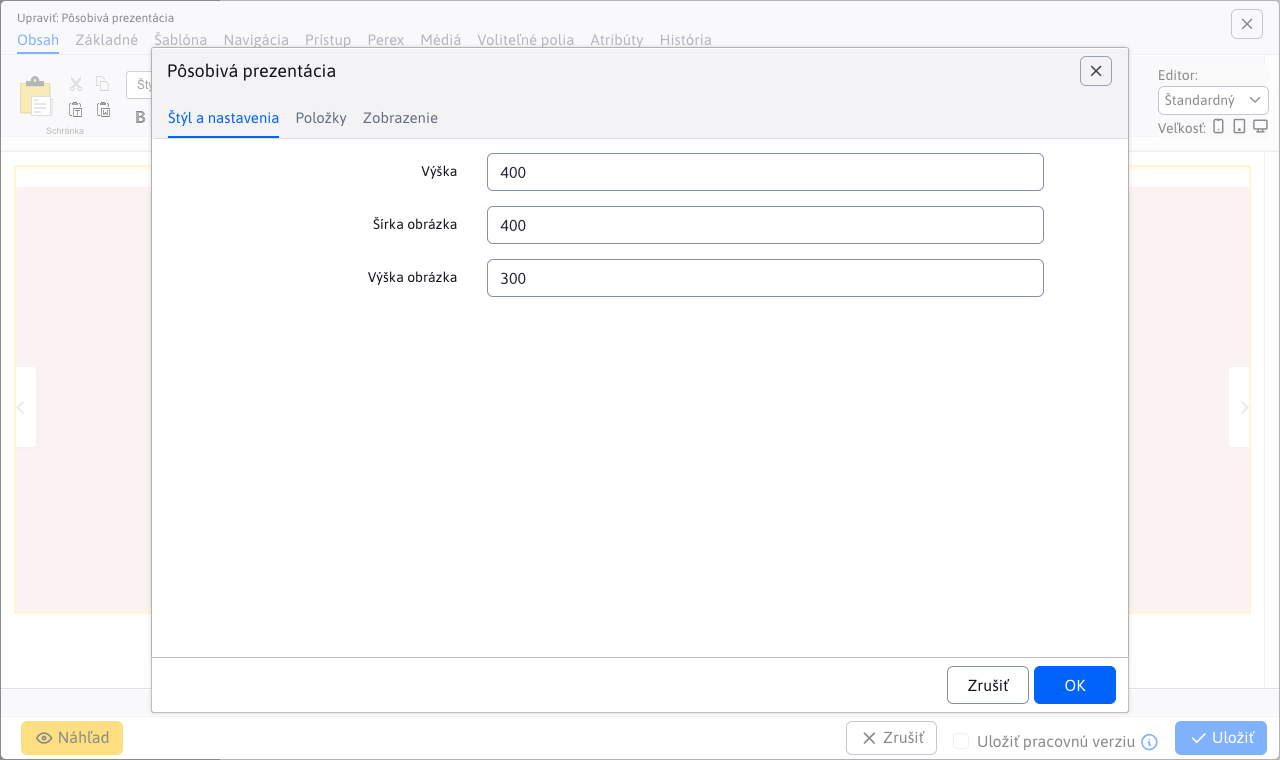 Upraviť: Pôsobivá prezentácia
Obsah Základné Šablóna Navigácia Prístup Perex Médiá Voliteľné polia Atribúty História
Pôsobivá prezentácia
Štýl a nastavenia Položky Zobrazenie
Schránka
B
Editor:
Štandardný
Veľkosť:
Výška 400
Šírka obrázka 400
Výška obrázka 300
Zrušiť OK
Náhľad Zrušiť Uložiť pracovnú verziu Uložiť